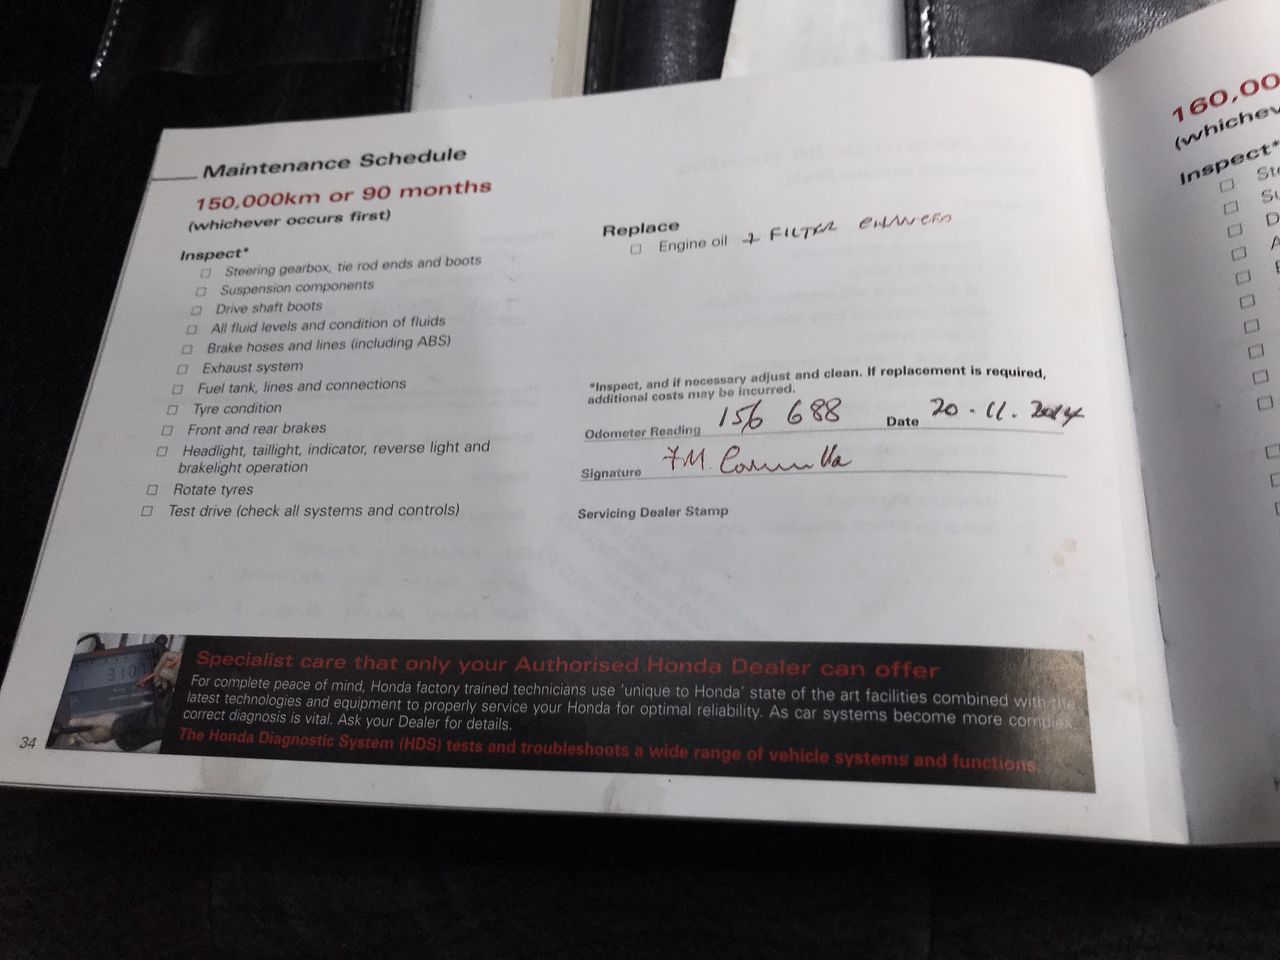 Maintenance Schedule
150,000km or 90 months
(whichever occurs first)
Inspect*
Steering gearbox, tie rod ends and boots
Suspension components
Drive shaft boots
All fluid levels and condition of fluids
Brake hoses and lines (including ABS)
Exhaust system
Fuel tank, lines and connections
Tyre condition
Front and rear brakes
Headlight, taillight, indicator, reverse light and
brakelight operation
Rotate tyres
Test drive (check all systems and controls)
Replace
Engine oil + FILTER CHANGED
*Inspect, and if necessary adjust and clean. If replacement is required,
additional costs may be incurred.
Odometer Reading 156 688 Date 20-11.2014
Signature
Servicing Dealer Stamp
Specialist care that only your Authorised Honda Dealer can offer
For complete peace of mind, Honda factory trained technicians use 'unique to Honda' state of the art facilities combined with the
latest technologies and equipment to properly service your Honda for optimal reliability. As car systems become more complex
correct diagnosis is vital. Ask your Dealer for details.
The Honda Diagnostic System (HDS) tests and troubleshoots a wide range of vehicle systems and functions.
34
160,00
(whichev
Inspect*
Ste
Su
D
A